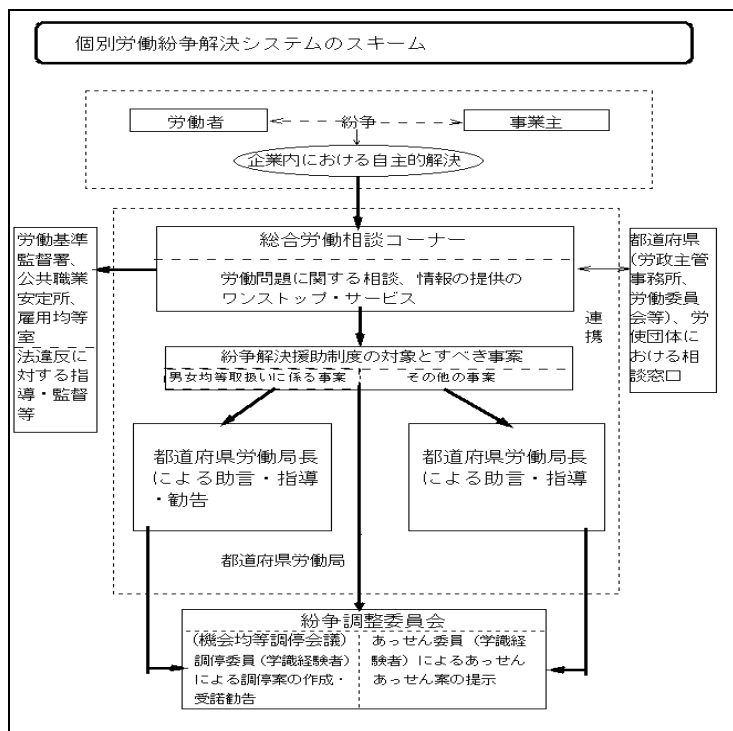 個別労働紛争解決システムのスキーム
労働者
紛争
事業主
企業内における自主的解決
労働基準
監督署、
公共職業
安定所、
雇用均等
室
法違反に
対する指
導・監督
等
総合労働相談コーナー
労働問題に関する相談、情報の提供の
ワンストップ・サービス
連携
都道府県
(労政主管
事務所、
労働委員
会等)、労
使団体に
おける相
談窓口
紛争解決援助制度の対象とすべき事案
男女均等取扱いに係る事案
その他の事案
都道府県労働局長
による助言・指導
・勧告
都道府県労働局長
による助言・指導
都道府県労働局
紛争調整委員会
(機会均等調停会議)
調停委員(学識経験者)
による調停案の作成・
受諾勧告
あっせん委員(学識経
験者)によるあっせん
あっせん案の提示